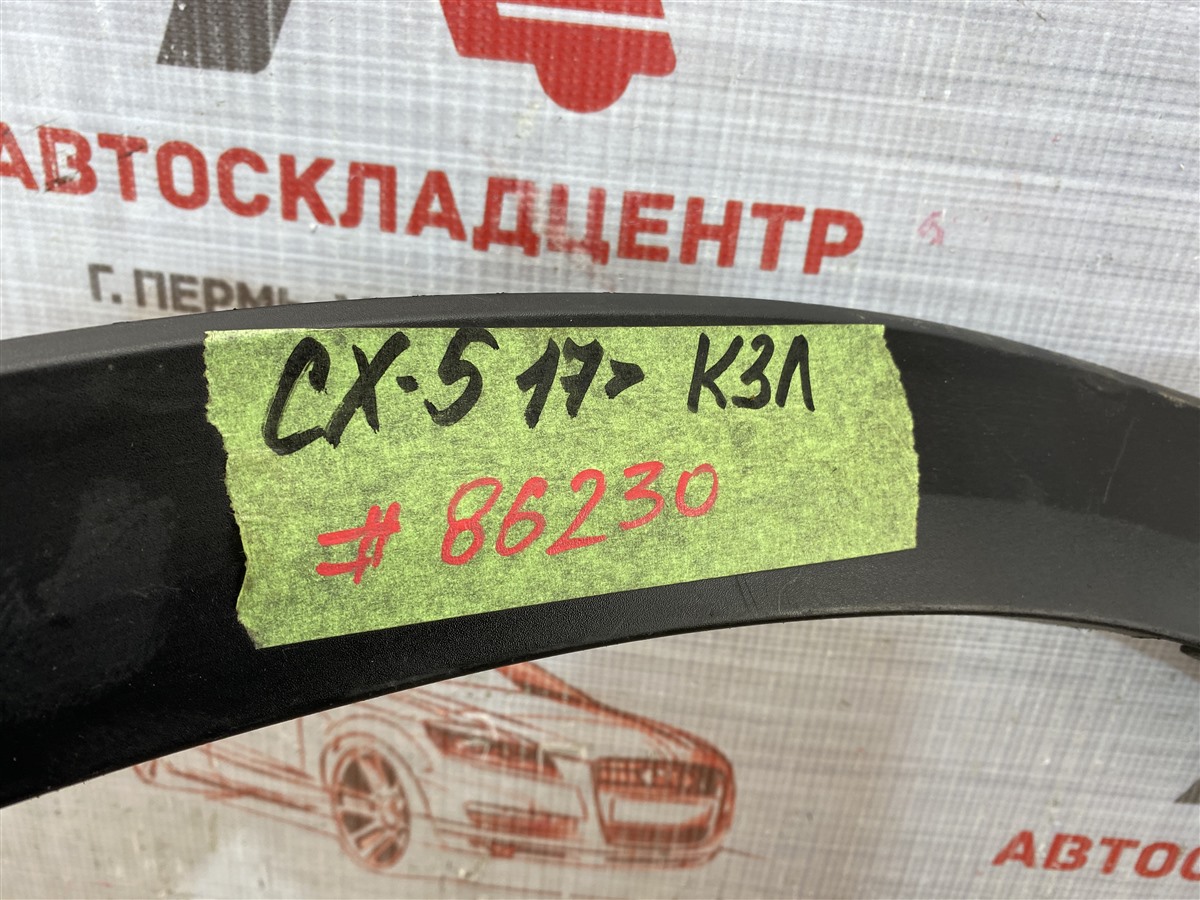 АВТОСКЛАДЦЕНТР
Г. ПЕРМЬ
CX-5 17> КЗЛ
# 86230
АВТОС